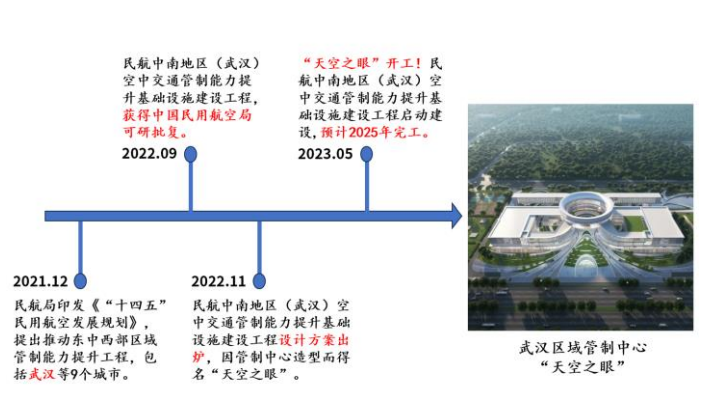 民航中南地区（武汉）
空中交通管制能力提
升基础设施建设工程，
获得中国民用航空局
可研批复。
2022.09
“天空之眼”开工！民
航中南地区（武汉）空
中交通管制能力提升基
础设施建设工程启动建
设,预计2025年完工。
2023.05
2021.12
民航局印发《“十四五”
民用航空发展规划》，
提出推动东中西部区域
管制能力提升工程，包
括武汉等9个城市。
2022.11
民航中南地区（武汉）空
中交通管制能力提升基础
设施建设工程设计方案出
炉，因管制中心造型而得
名“天空之眼”。
武汉区域管制中心
“天空之眼”